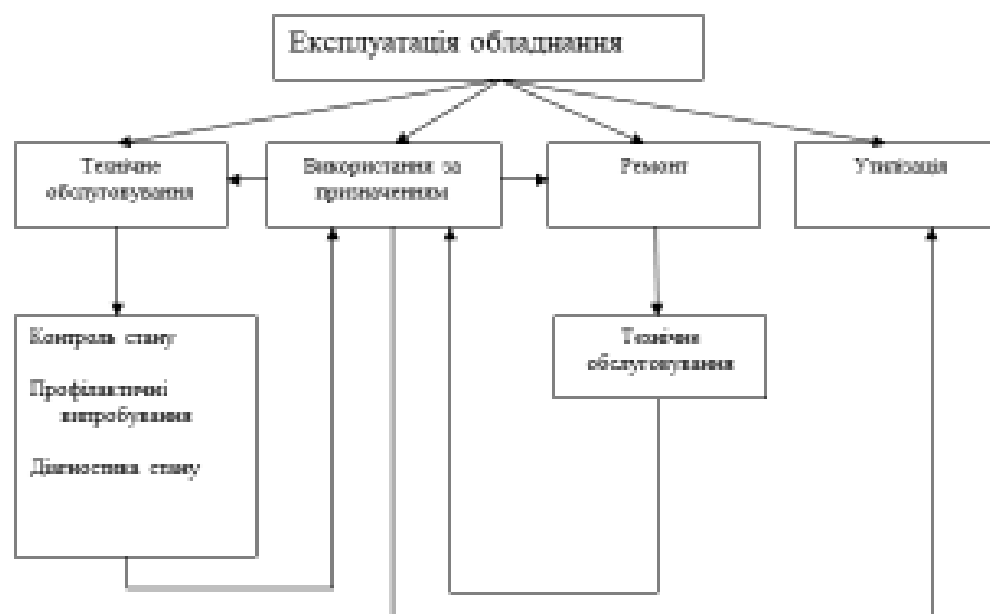 Експлуатація обладнання
Технічне
обслуговування
Використання за
призначенням
Ремонт
Утилізація
Контроль стану
Профілактичні
випробування
Діагностика стану
Технічне
обслуговування